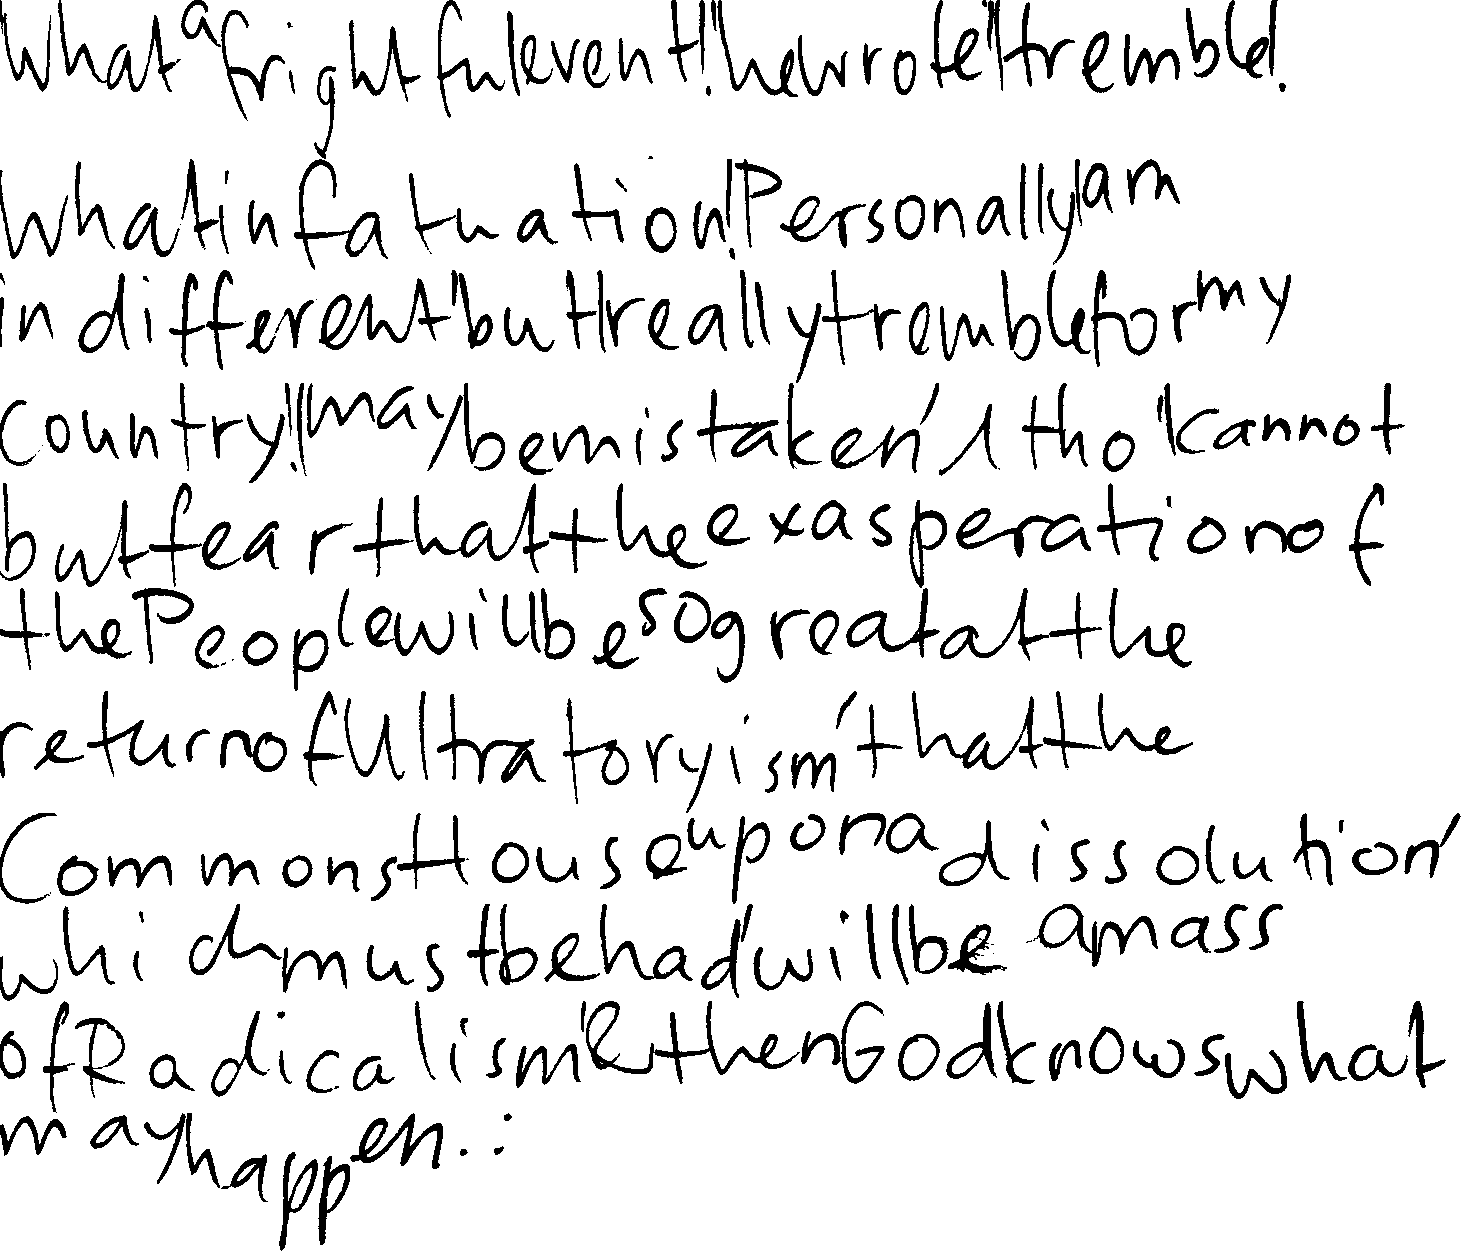 What a frightful event! he wrote I tremble!.
What infatuation! Personally I am
indifferent but I really tremble for my
Country! I may be mistaken, tho' I cannot
but fear that the exasperation of
the People will be so great at the
return of Ultratoryism, that the
Commons House upon a dissolution,
which must be had, will be a mass
of Radicalism, & then God knows what
may happen...